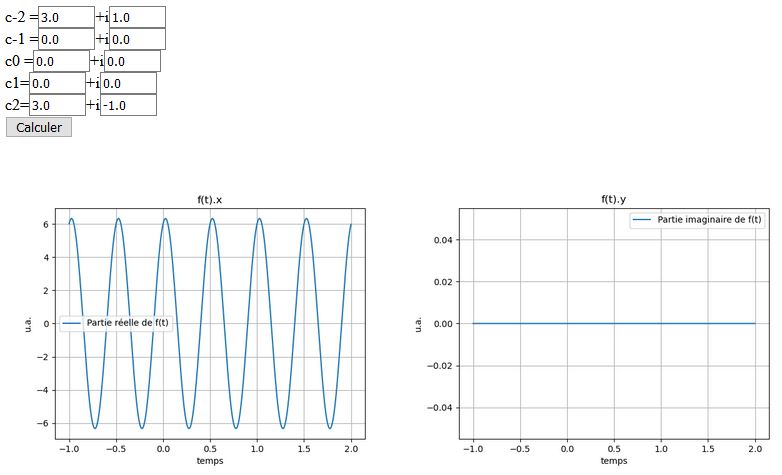 c-2 =3.0 +i 1.0
c-1 =0.0 +i 0.0
c0 =0.0 +i 0.0
c1=0.0 +i 0.0
c2=3.0 +i -1.0
Calculer
f(t).x
6
4
2
0
−2
−4
−6
u.a.
Partie réelle de f(t)
−1.0 −0.5 0.0 0.5 1.0 1.5 2.0
temps
f(t).y
Partie imaginaire de f(t)
0.04
0.02
0.00
−0.02
−0.04
u.a.
−1.0 −0.5 0.0 0.5 1.0 1.5 2.0
temps